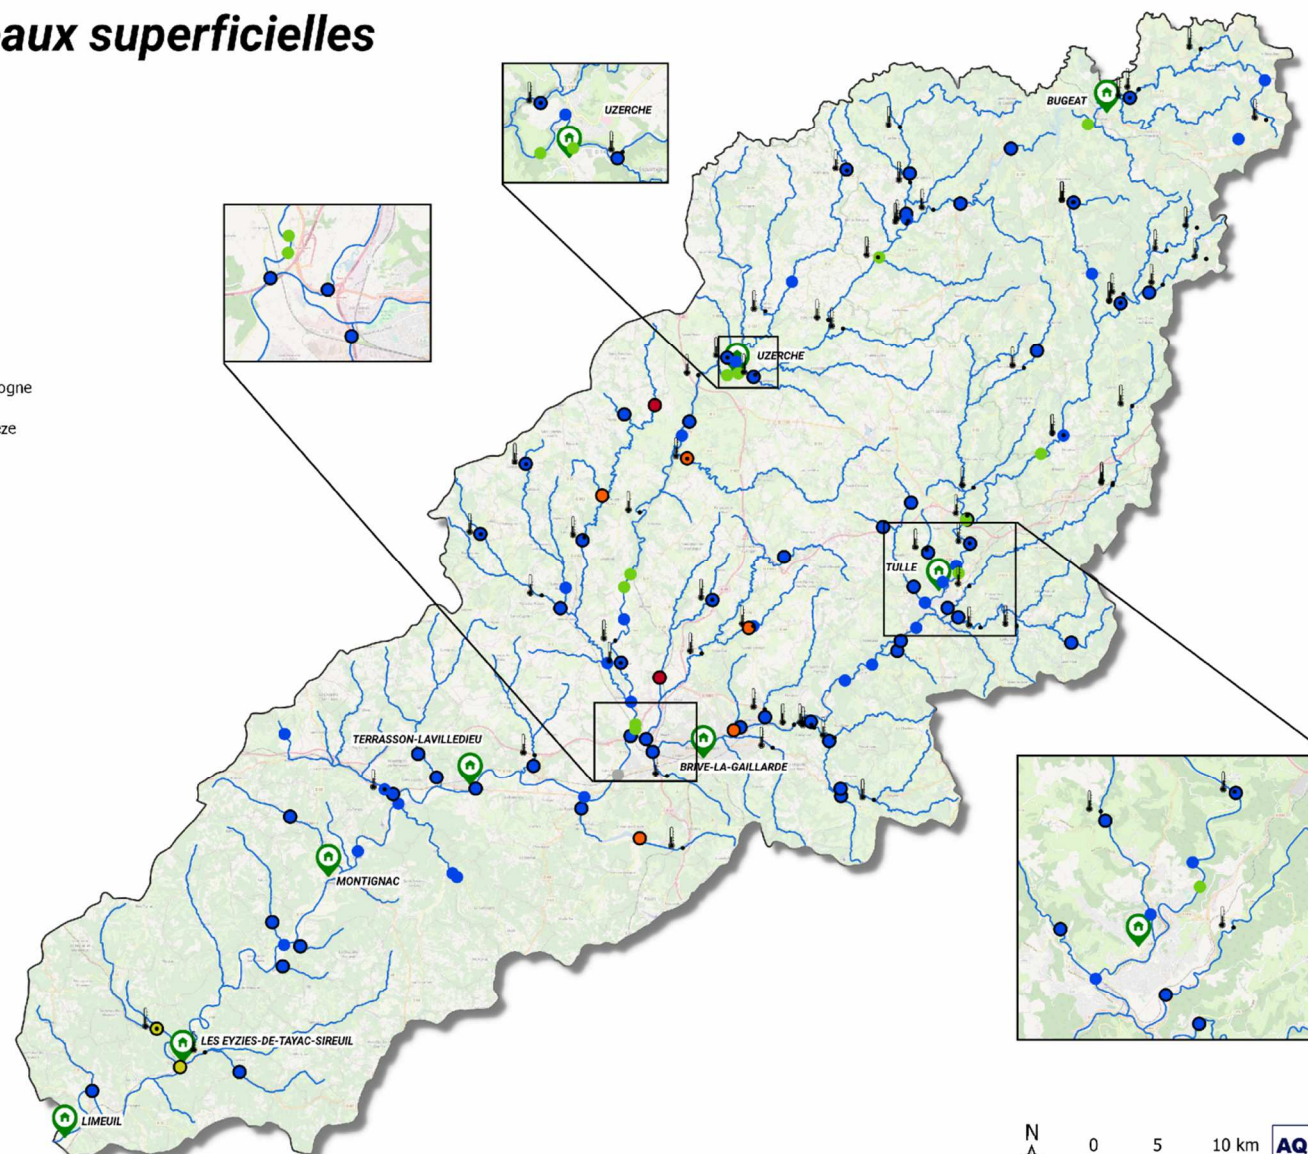 aux superficielles
UZERCHE
BUGEAT
UZERCHE
ogne
ze
TULLE
TERRASSON-LAVILLEDIEU
BRIVE-LA-GAILLARDE
MONTIGNAC
LES EYZIES-DE-TAYAC-SIREUIL
LIMEUIL
N
0 5 10 km
AQ